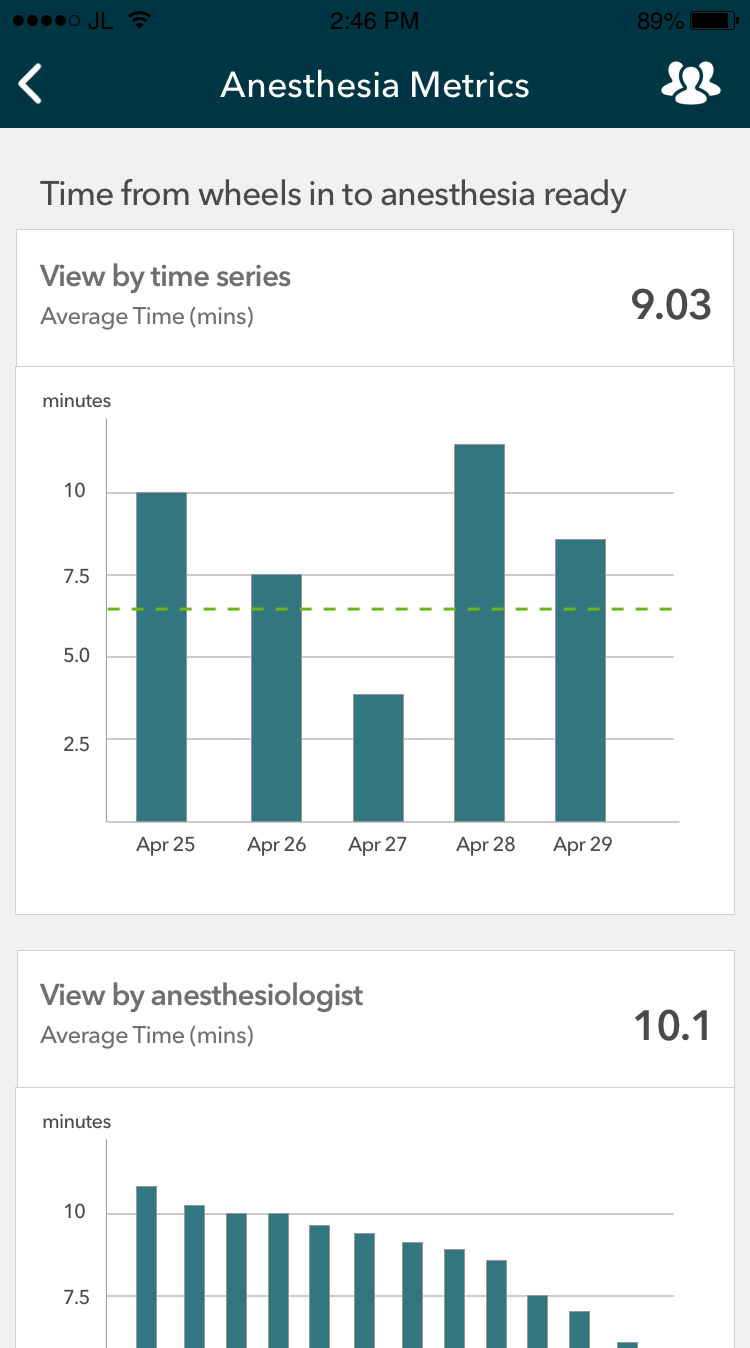 JL 2:46 PM 89%
Anesthesia Metrics
Time from wheels in to anesthesia ready
View by time series
Average Time (mins)
9.03
minutes
10
7.5
5.0
2.5
Apr 25 Apr 26 Apr 27 Apr 28 Apr 29
View by anesthesiologist
Average Time (mins)
10.1
minutes
10
7.5